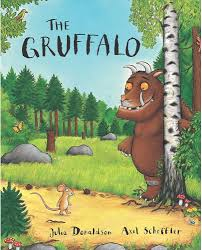 THE
GRUFFALO
Julia Donaldson Axel Scheffler